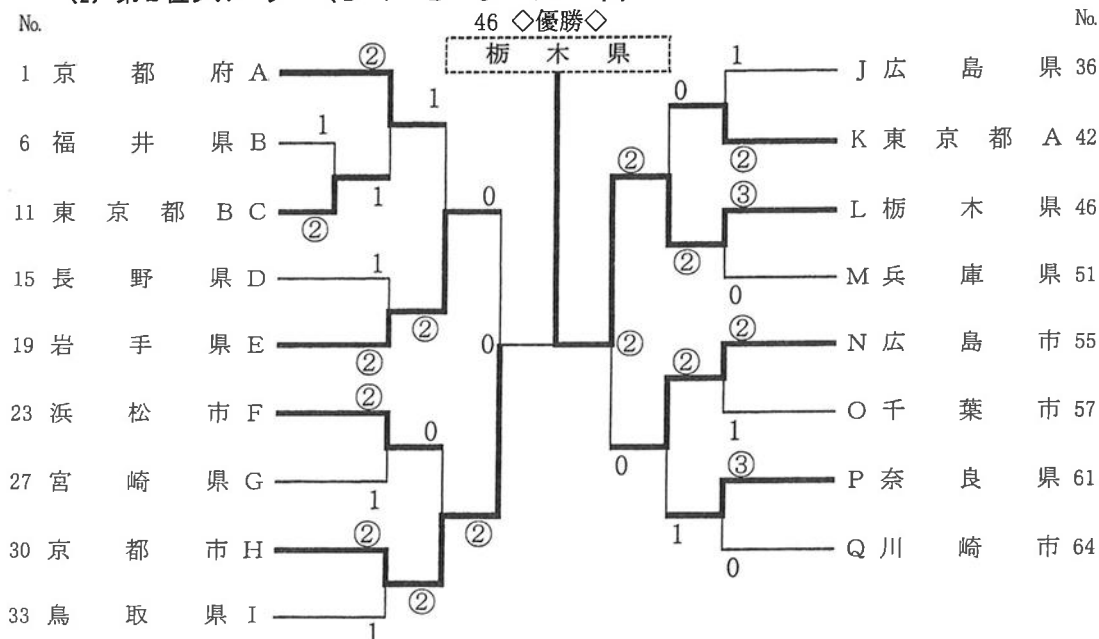 No.
46 ◇優勝◇
No.
栃木県
1 京都府 A
②
1
6 福井県 B
1
1
11 東京都B C
②
0
15 長野県 D
1
②
19 岩手県 E
②
0
23 浜松市 F
②
0
27 宮崎県 G
1
②
30 京都市 H
②
②
33 鳥取県 I
1
1
J 広島県 36
0
K 東京都A 42
②
②
③
L 栃木県 46
②
M 兵庫県 51
0
②
②
N 広島市 55
②
O 千葉市 57
1
0
③
P 奈良県 61
1
Q 川崎市 64
0